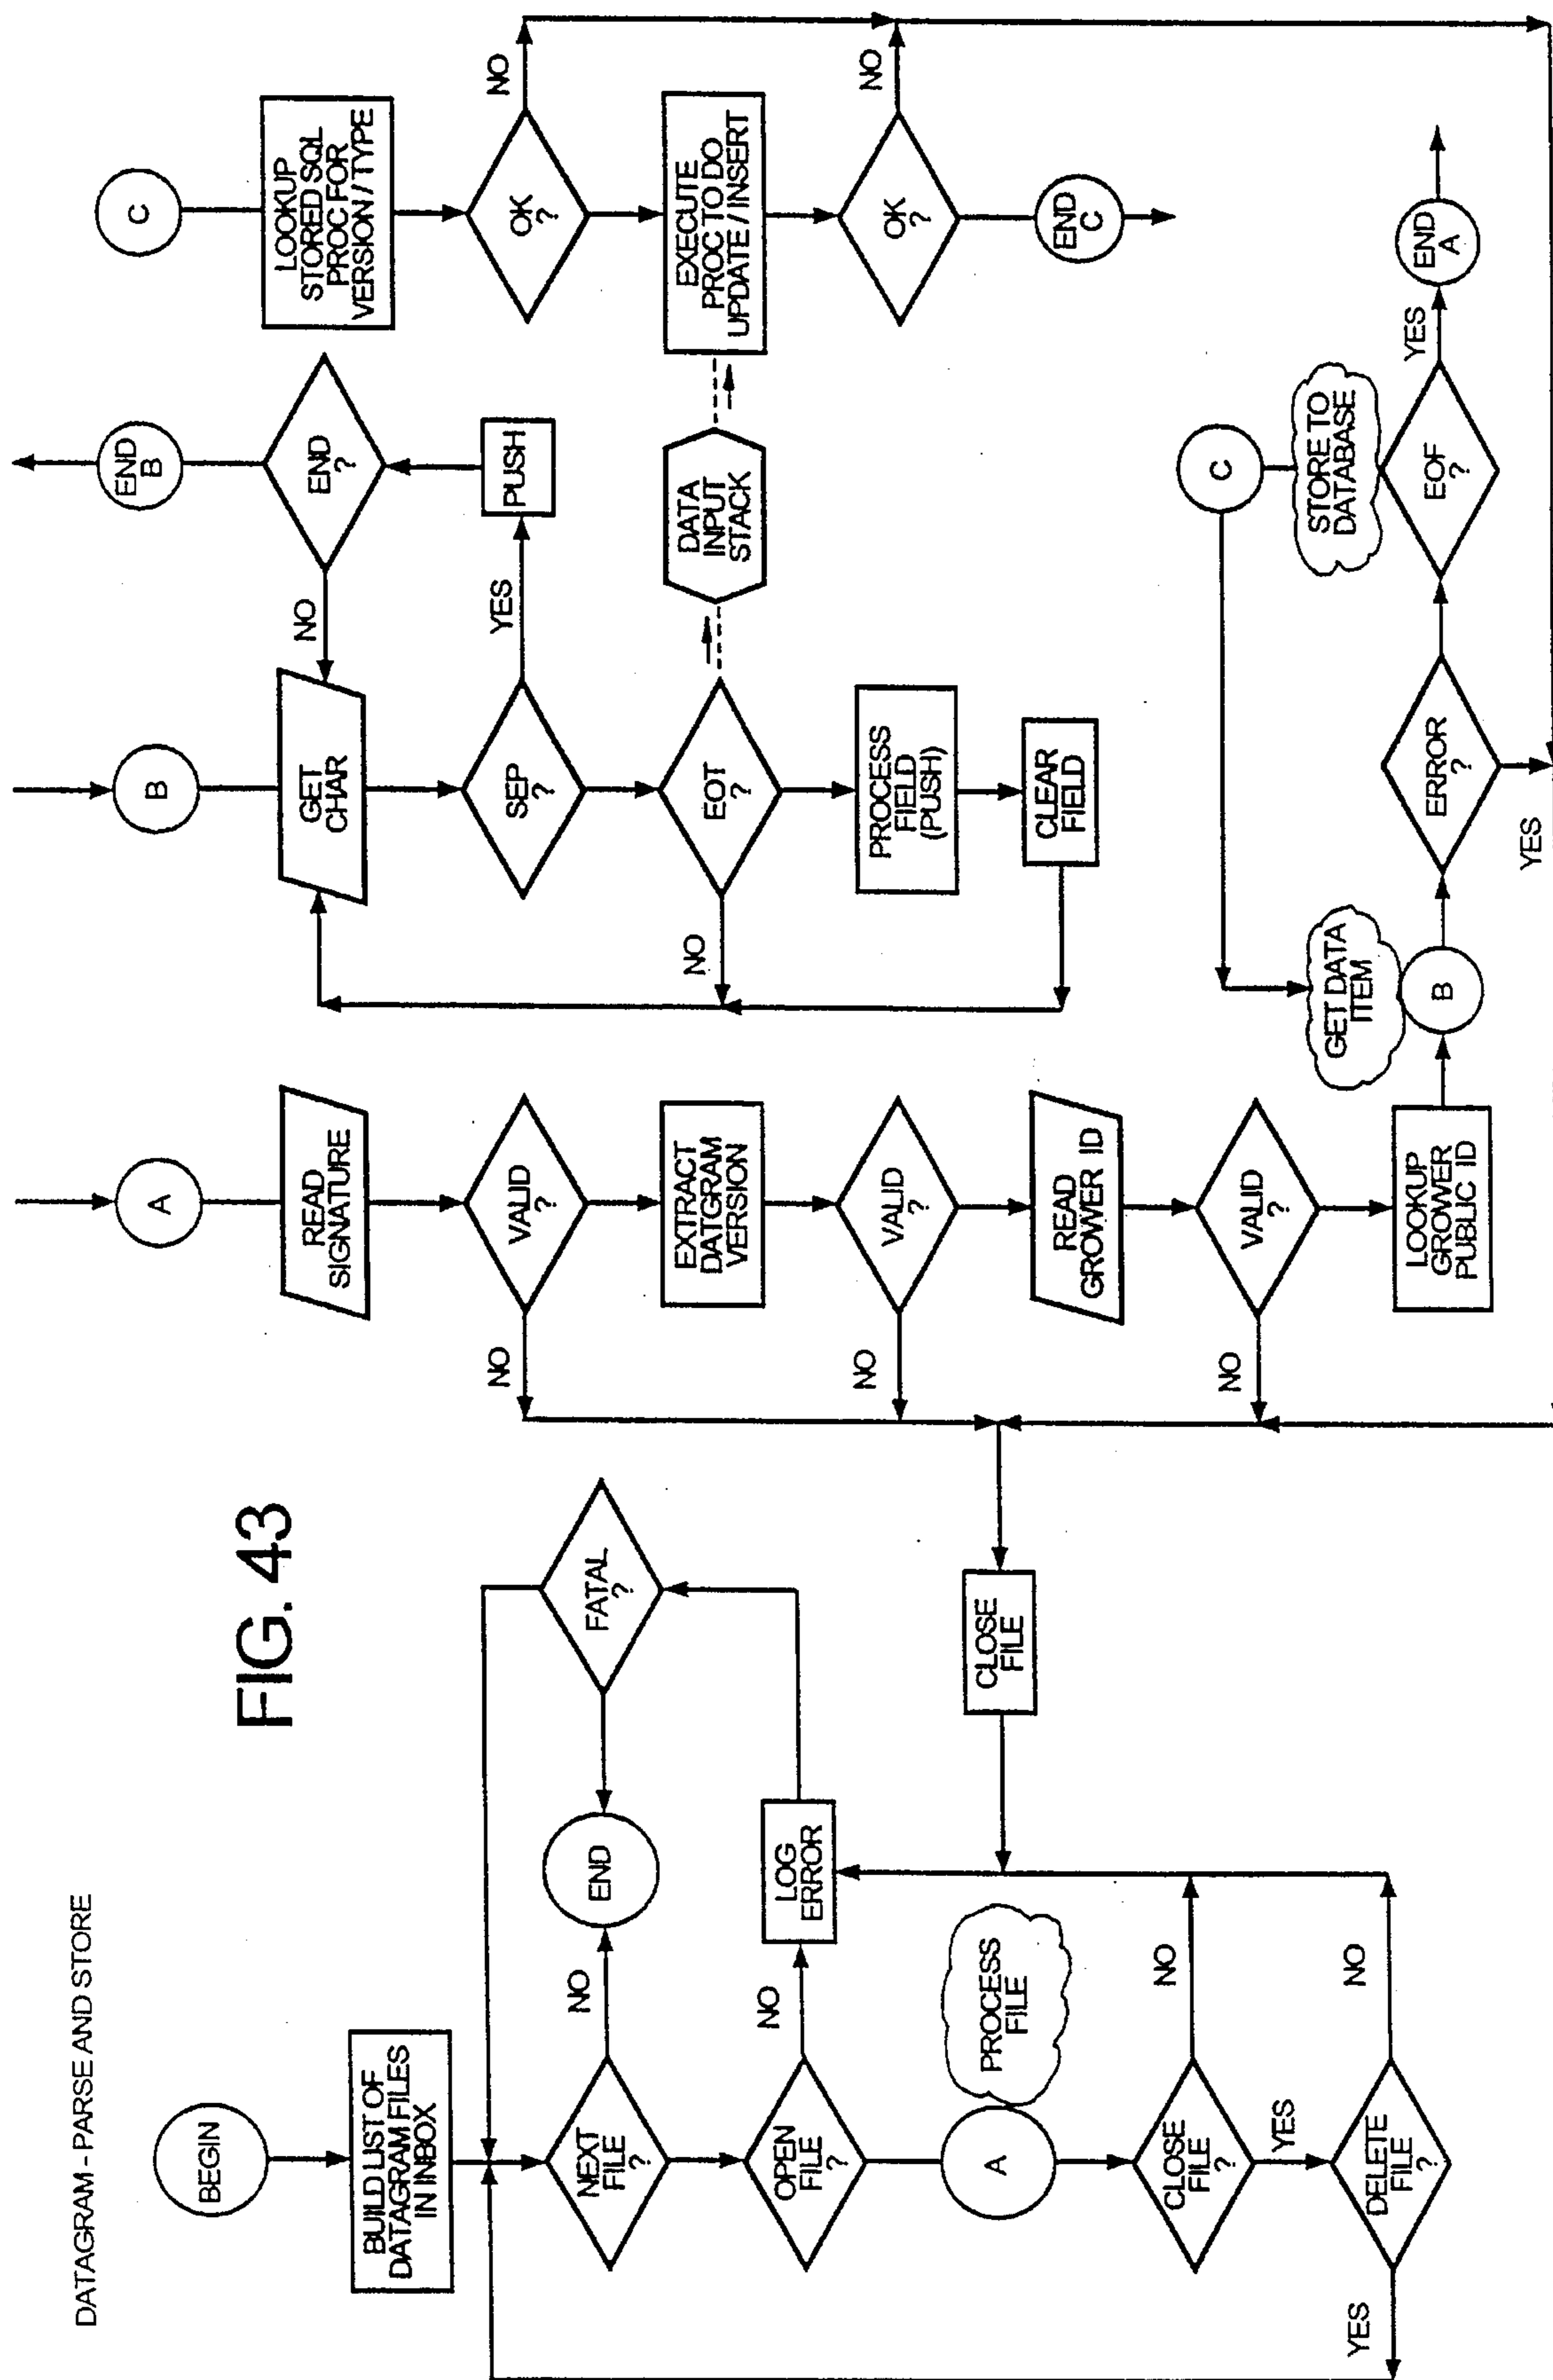 DATAGRAM - PARSE AND STORE
FIG. 43
BEGIN
BUILD LIST OF
DATAGRAM FILES
IN INBOX
NEXT
FILE
?
NO
END
FATAL
?
OPEN
FILE
?
NO
LOG
ERROR
A
PROCESS
FILE
CLOSE
FILE
CLOSE
FILE
?
NO
YES
DELETE
FILE
?
NO
YES
A
READ
SIGNATURE
VALID
?
NO
EXTRACT
DATGRAM
VERSION
VALID
?
NO
READ
GROWER ID
VALID
?
NO
LOOKUP
GROWER
PUBLIC ID
GET DATA
ITEM
B
ERROR
?
YES
EOF
?
YES
END
A
C
STORE TO
DATABASE
B
GET
CHAR
NO
END
?
END
B
SEP
?
YES
PUSH
EOT
?
NO
DATA
INPUT
STACK
PROCESS
FIELD
(PUSH)
CLEAR
FIELD
C
LOOKUP
STORED SQL
PROC FOR
VERSION / TYPE
OK
?
NO
EXECUTE
PROC TO DO
UPDATE / INSERT
OK
?
NO
END
C